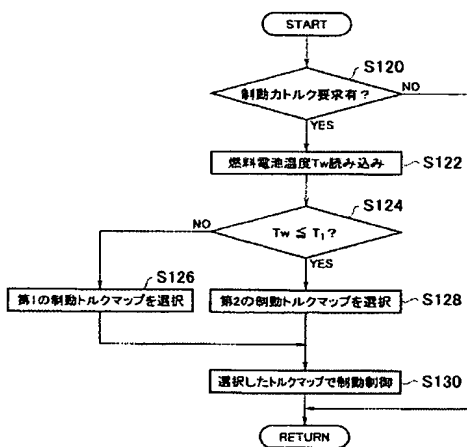 START
S120
制動力トルク要求有?
NO
YES
燃料電池温度Tw読み込み
S122
S124
Tw ≦ T₁?
NO
YES
S126
第1の制動トルクマップを選択
第2の制動トルクマップを選択
S128
選択したトルクマップで制動制御
S130
RETURN